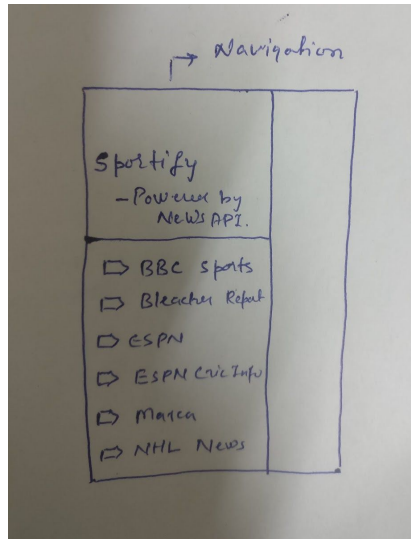 Navigation
Sportify
- Powered by
News API.
BBC Sports
Bleacher Report
ESPN
ESPN Cric Info
Marca
NHL News